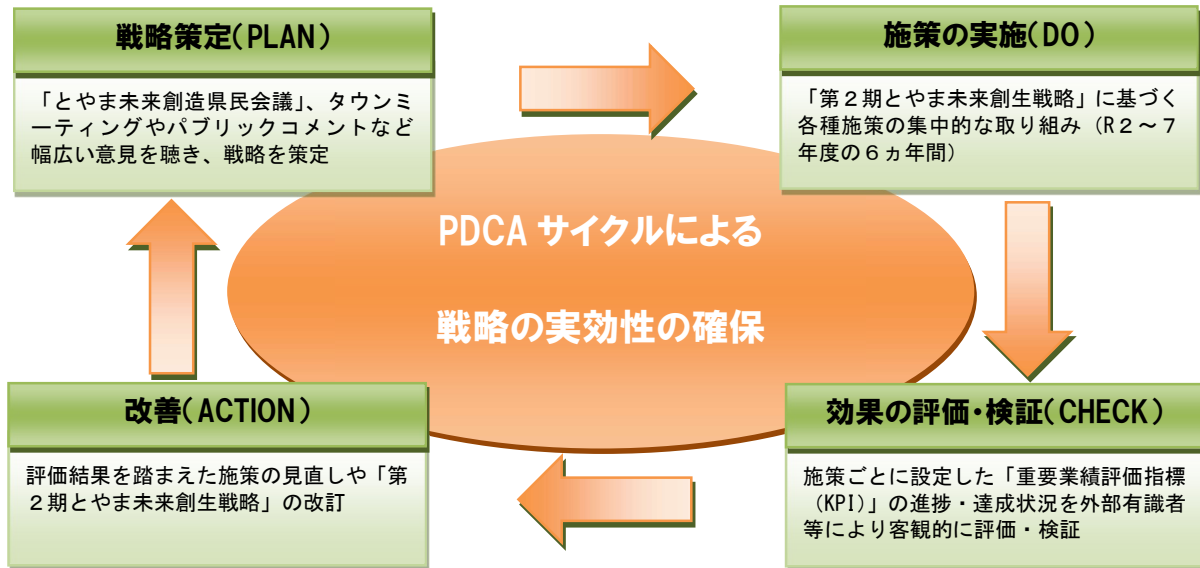 戦略策定(PLAN)
「とやま未来創造県民会議」、タウンミ
ーティングやパブリックコメントなど
幅広い意見を聴き、戦略を策定
施策の実施(DO)
「第２期とやま未来創生戦略」に基づく
各種施策の集中的な取り組み（R２～７
年度の６ヵ年間）
PDCA サイクルによる
戦略の実効性の確保
改善(ACTION)
評価結果を踏まえた施策の見直しや「第
２期とやま未来創生戦略」の改訂
効果の評価・検証(CHECK)
施策ごとに設定した「重要業績評価指標
（KPI)」の進捗・達成状況を外部有識者
等により客観的に評価・検証